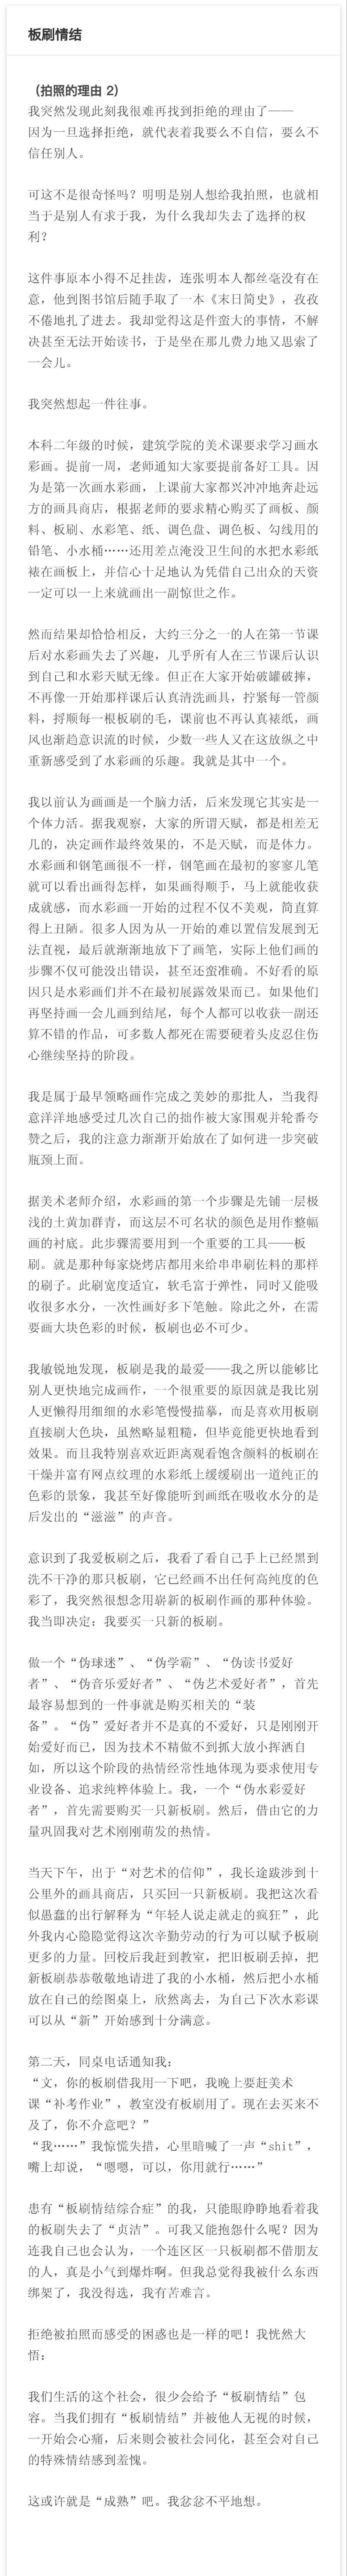 板刷情结
（拍照的理由 2）
我突然发现此刻我很难再找到拒绝的理由了——
因为一旦选择拒绝，就代表着我要么不自信，要么不
信任别人。
可这不是很奇怪吗？明明是别人想给我拍照，也就相
当于是别人有求于我，为什么我却失去了选择的权
利？
这件事原本小得不足挂齿，连张明本人都丝毫没有在
意，他到图书馆后随手取了一本《末日简史》，孜孜
不倦地扎了进去。我却觉得这是件蛮大的事情，不解
决甚至无法开始读书，于是坐在那儿费力地又思索了
一会儿。
我突然想起一件往事。
本科二年级的时候，建筑学院的美术课要求学习画水
彩画。提前一周，老师通知大家要提前备好工具。因
为是第一次画水彩画，上课前大家都兴冲冲地奔赴远
方的画具商店，根据老师的要求精心购买了画板、颜
料、板刷、水彩笔、纸、调色盘、调色板、勾线用的
铅笔、小水桶……还用差点淹没卫生间的水把水彩纸
裱在画板上，并信心十足地认为凭借自己出众的天资
一定可以一上来就画出一副惊世之作。
然而结果却恰恰相反，大约三分之一的人在第一节课
后对水彩画失去了兴趣，几乎所有人在三节课后认识
到自己和水彩天赋无缘。但正在大家开始破罐破摔，
不再像一开始那样课后认真清洗画具，拧紧每一管颜
料，捋顺每一根板刷的毛，课前也不再认真裱纸，画
风也渐趋意识流的时候，少数一些人又在这放纵之中
重新感受到了水彩画的乐趣。我就是其中一个。
我以前认为画画是一个脑力活，后来发现它其实是一
个体力活。据我观察，大家的所谓天赋，都是相差无
几的，决定画作最终效果的，不是天赋，而是体力。
水彩画和钢笔画很不一样，钢笔画在最初的寥寥几笔
就可以看出画得怎样，如果画得顺手，马上就能收获
成就感，而水彩画一开始的过程不仅不美观，简直算
得上丑陋。很多人因为从一开始的难以置信发展到无
法直视，最后就渐渐地放下了画笔，实际上他们画的
步骤不仅可能没出错误，甚至还蛮准确。不好看的原
因只是水彩画们并不在最初展露效果而已。如果他们
再坚持画一会儿画到结尾，每个人都可以收获一副还
算不错的作品，可多数人都死在需要硬着头皮忍住伤
心继续坚持的阶段。
我是属于最早领略画作完成之美妙的那批人，当我得
意洋洋地感受过几次自己的拙作被大家围观并轮番夸
赞之后，我的注意力渐渐开始放在了如何进一步突破
瓶颈上面。
据美术老师介绍，水彩画的第一个步骤是先铺一层极
浅的土黄加群青，而这层不可名状的颜色是用作整幅
画的衬底。此步骤需要用到一个重要的工具——板
刷。就是那种每家烧烤店都用来给串串刷佐料的那样
的刷子。此刷宽度适宜，软毛富于弹性，同时又能吸
收很多水分，一次性画好多下笔触。除此之外，在需
要画大块色彩的时候，板刷也必不可少。
我敏锐地发现，板刷是我的最爱——我之所以能够比
别人更快地完成画作，一个很重要的原因就是我比别
人更懒得用细细的水彩笔慢慢描摹，而是喜欢用板刷
直接刷大色块，虽然略显粗糙，但毕竟能更快地看到
效果。而且我特别喜欢近距离观看饱含颜料的板刷在
干燥并富有网点纹理的水彩纸上缓缓刷出一道纯正的
色彩的景象，我甚至好像能听到画纸在吸收水分的是
后发出的“滋滋”的声音。
意识到了我爱板刷之后，我看了看自己手上已经黑到
洗不干净的那只板刷，它已经画不出任何高纯度的色
彩了，我突然很想念用崭新的板刷作画的那种体验。
我当即决定：我要买一只新的板刷。
做一个“伪球迷”、“伪学霸”、“伪读书爱好
者”、“伪音乐爱好者”、“伪艺术爱好者”，首先
最容易想到的一件事就是购买相关的“装
备”。“伪”爱好者并不是真的不爱好，只是刚刚开
始爱好而已，因为技术不精做不到抓大放小挥洒自
如，所以这个阶段的热情经常性地体现为要求使用专
业设备、追求纯粹体验上。我，一个“伪水彩爱好
者”，首先需要购买一只新板刷。然后，借由它的力
量巩固我对艺术刚刚萌发的热情。
当天下午，出于“对艺术的信仰”，我长途跋涉到十
公里外的画具商店，只买回一只新板刷。我把这次看
似愚蠢的出行解释为“年轻人说走就走的疯狂”，此
外我内心隐隐觉得这次辛勤劳动的行为可以赋予板刷
更多的力量。回校后我赶到教室，把旧板刷丢掉，把
新板刷恭恭敬敬地请进了我的小水桶，然后把小水桶
放在自己的绘图桌上，欣然离去，为自己下次水彩课
可以从“新”开始感到十分满意。
第二天，同桌电话通知我：
“文，你的板刷借我用一下吧，我晚上要赶美术
课“补考作业”，教室没有板刷用了。现在去买来不
及了，你不介意吧？”
“我……”我惊慌失措，心里暗喊了一声“shit”，
嘴上却说，“嗯嗯，可以，你用就行……”
患有“板刷情结综合症”的我，只能眼睁睁地看着我
的板刷失去了“贞洁”。可我又能抱怨什么呢？因为
连我自己也会认为，一个连区区一只板刷都不借朋友
的人，真是小气到爆炸啊。但我总觉得我被什么东西
绑架了，我没得选，我有苦难言。
拒绝被拍照而感受的困惑也是一样的吧！我恍然大
悟：
我们生活的这个社会，很少会给予“板刷情结”包
容。当我们拥有“板刷情结”并被他人无视的时候，
一开始会心痛，后来则会被社会同化，甚至会对自己
的特殊情结感到羞愧。
这或许就是“成熟”吧。我忿忿不平地想。